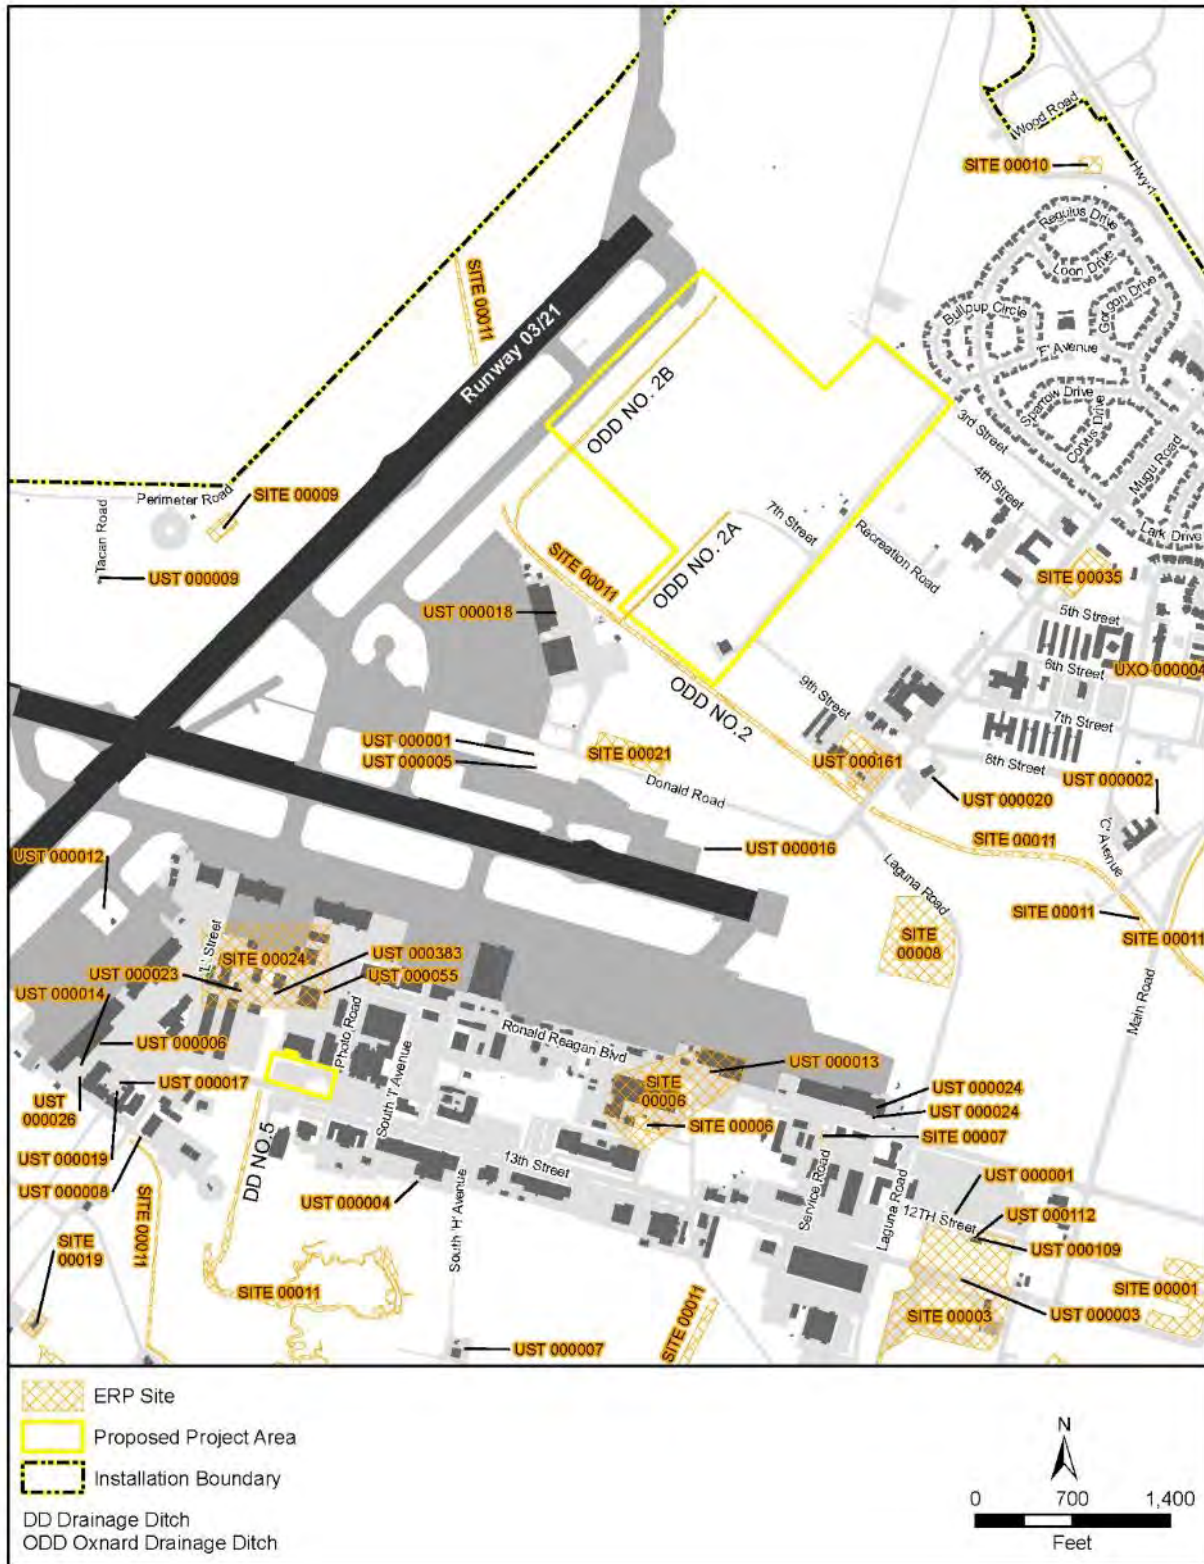 Wood Road
SITE 00010
Hwy 1
Regulus Drive
Loon Drive
Gorgon Drive
Bullpup Circle
'F' Avenue
SITE 00011
Runway 03/21
Sparrow Drive
Corvus Drive
3rd Street
Mugu Road
ODD NO. 2B
4th Street
Lark Drive
Perimeter Road
SITE 00009
Tacan Road
UST 000009
7th Street
Recreation Road
SITE 00011
ODD NO. 2A
SITE 00035
UST 000018
5th Street
6th Street
UXO 000004
ODD NO.2
9th Street
7th Street
UST 000001
UST 000005
SITE 00021
UST 000161
8th Street
UST 000002
Donald Road
UST 000020
'C' Avenue
UST 000012
UST 000016
SITE 00011
Laguna Road
SITE 00011
SITE 00011
'L' Street
SITE 00024
UST 000383
SITE
00008
UST 000023
UST 000055
UST 000014
Main Road
UST 000006
Photo Road
Ronald Reagan Blvd
South 'I' Avenue
UST 000013
UST 000017
SITE
00006
UST 000024
UST
000026
UST 000024
SITE 00006
SITE 00007
UST 000019
DD NO.5
13th Street
UST 000001
UST 000008
SITE 00011
UST 000004
South 'H' Avenue
Service Road
Laguna Road
12TH Street
UST 000112
UST 000109
SITE
00019
SITE 00011
SITE 00011
SITE 00001
SITE 00003
UST 000003
UST 000007
ERP Site
Proposed Project Area
Installation Boundary
DD Drainage Ditch
ODD Oxnard Drainage Ditch
N
0 700 1,400
Feet